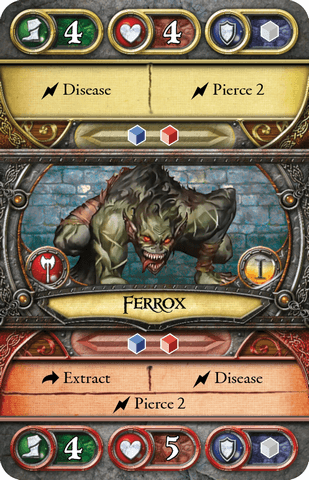 4 4
Disease Pierce 2
I
FERROX
Extract Disease
Pierce 2
4 5